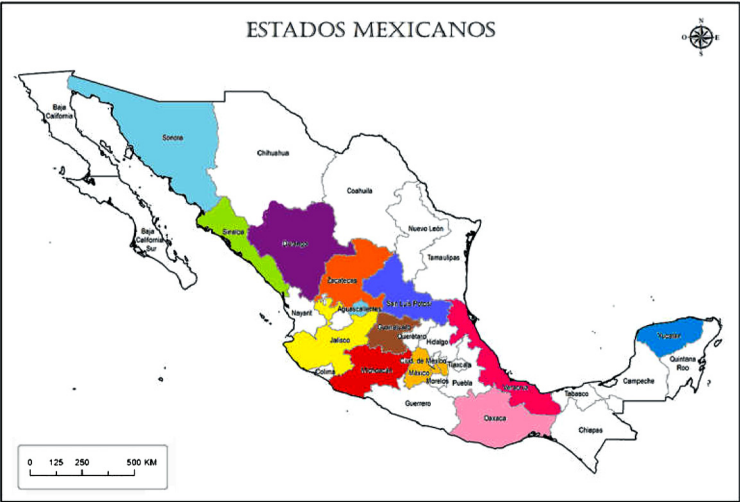 ESTADOS MEXICANOS
N
O
E
S
Baja
California
Sonora
Chihuahua
Coahuila
Baja
California
Sur
Sinaloa
Durango
Nuevo León
Tamaulipas
Zacatecas
San Luis Potosí
Nayarit
Aguascalientes
Jalisco
Guanajuato
Querétaro
Hidalgo
Colima
Michoacán
Cuid. de México
México
Tlaxcala
Morelos
Puebla
Veracruz
Guerrero
Oaxaca
Tabasco
Chiapas
Campeche
Yucatán
Quintana
Roo
0 125 250 500 KM